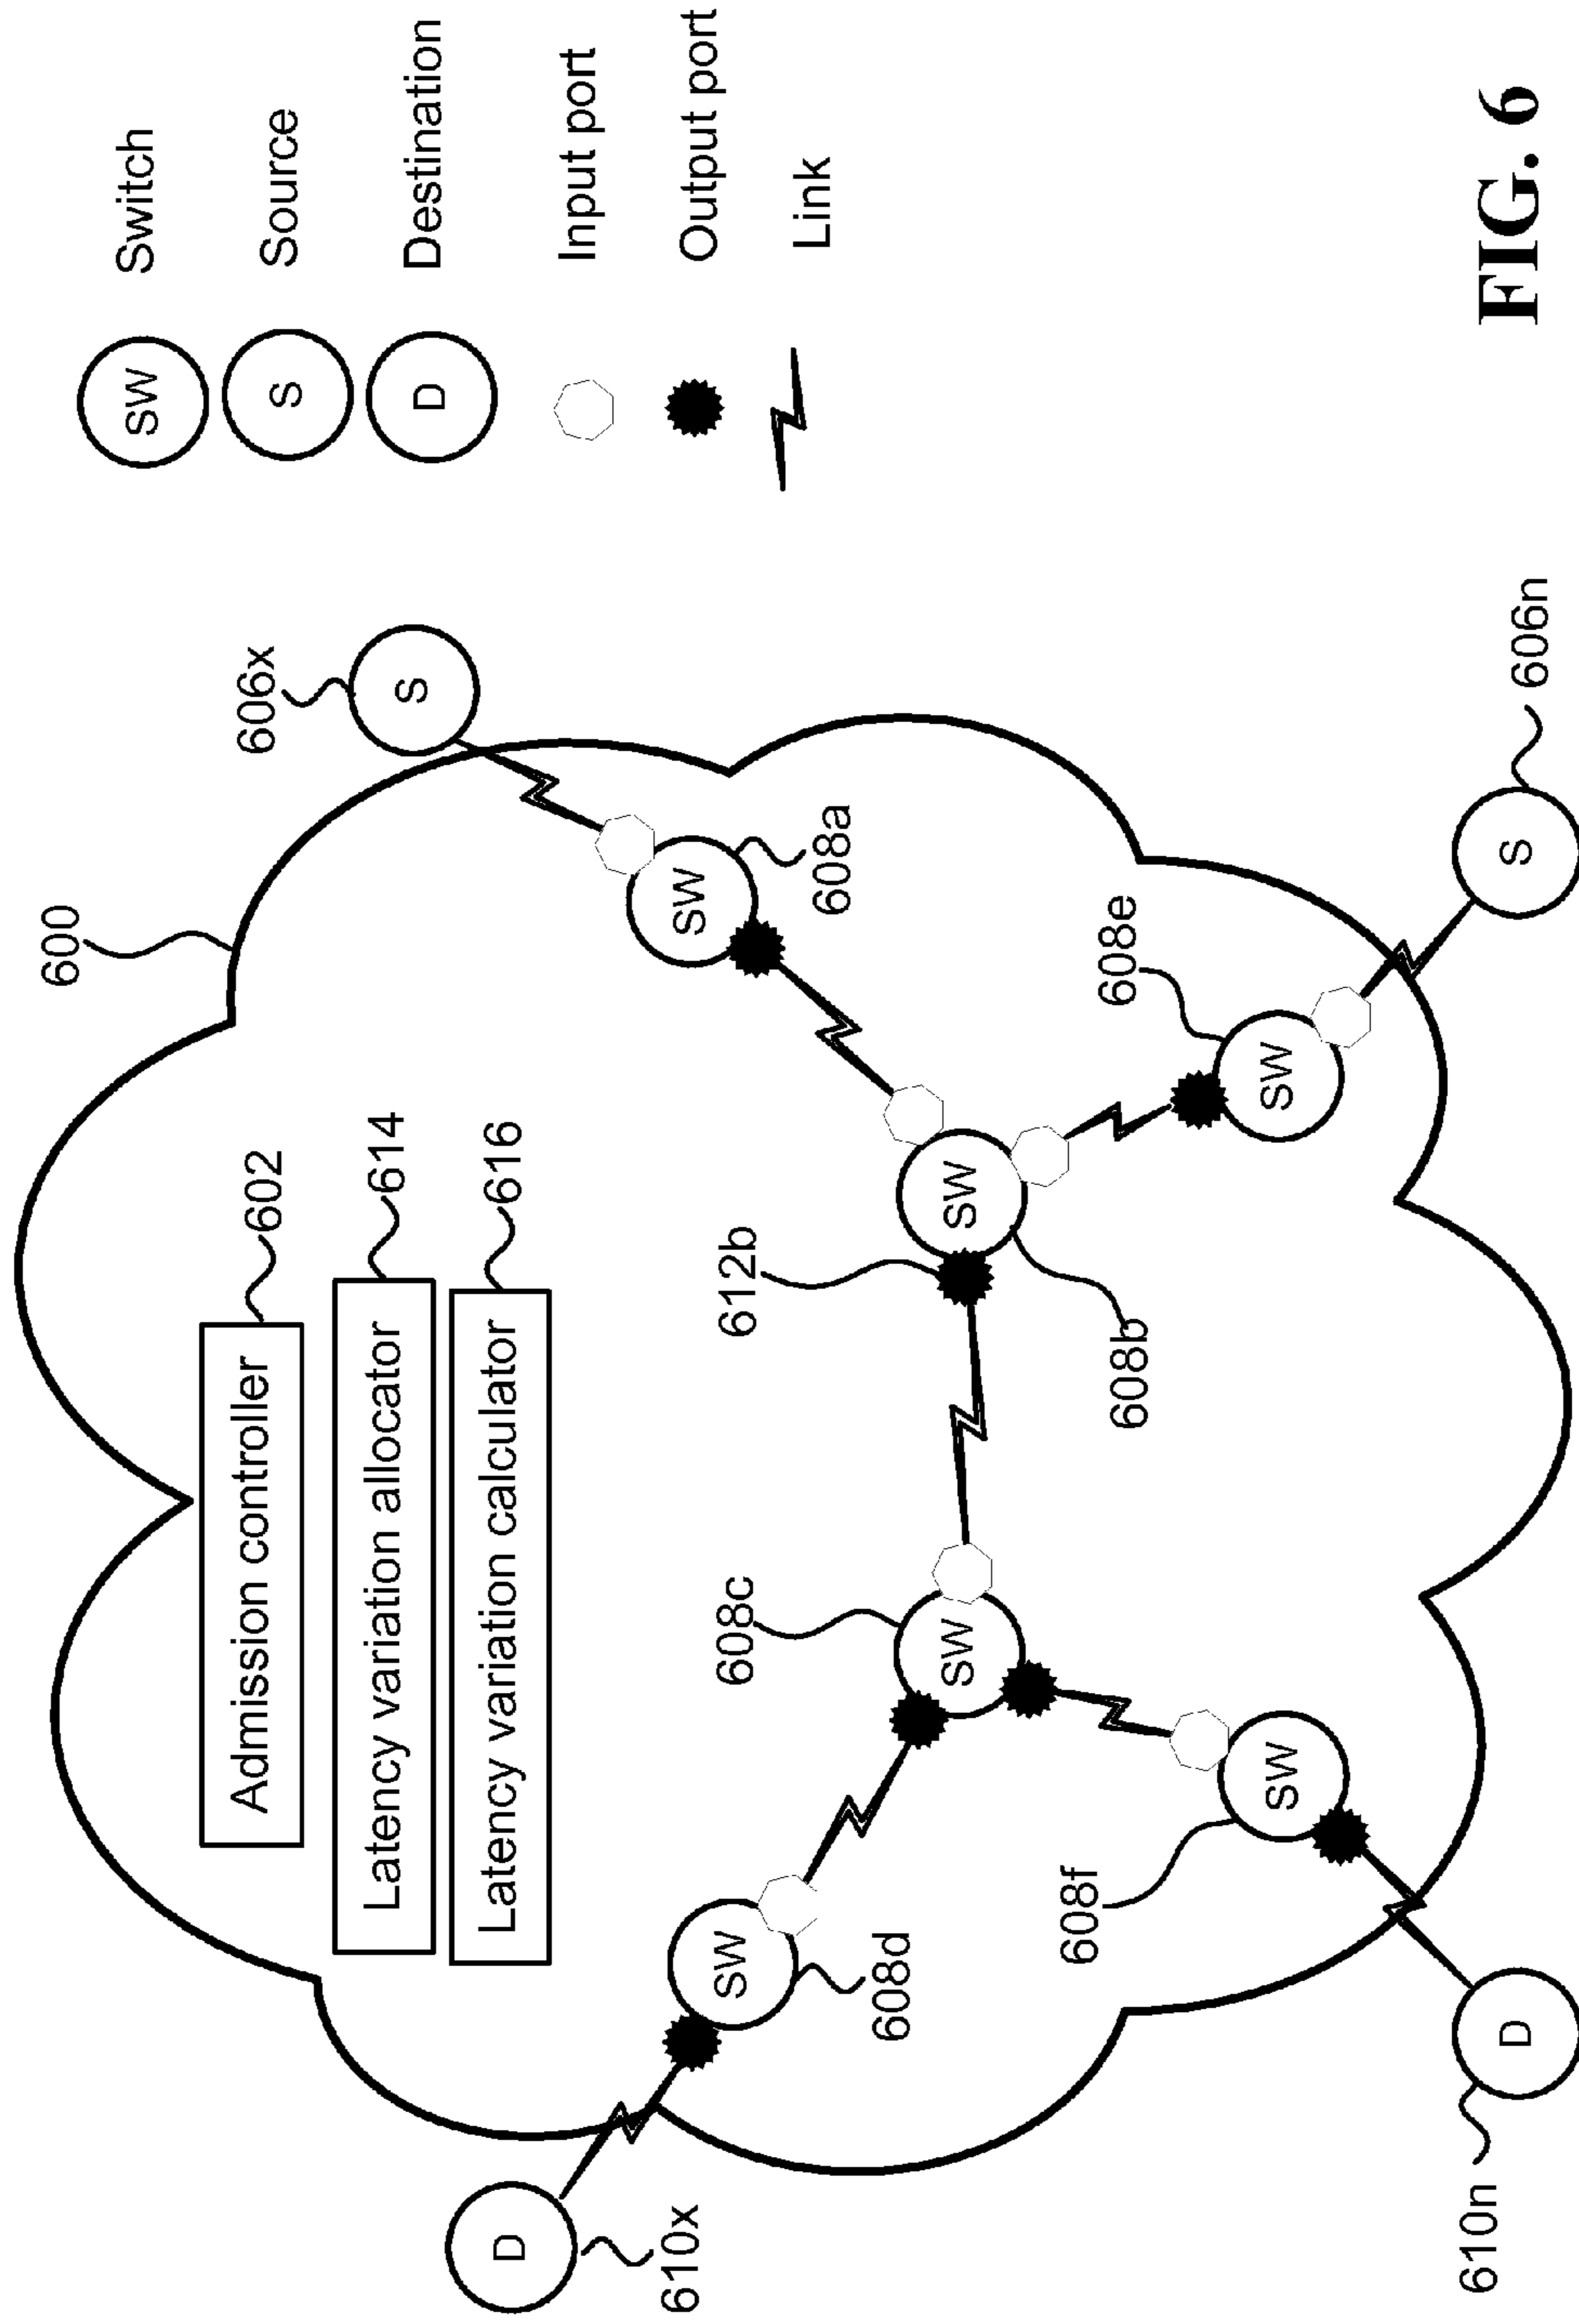 600
Admission controller
602
Latency variation allocator
614
Latency variation calculator
616
D
610x
SW
608d
608c
SW
612b
SW
608b
SW
608a
S
606x
608f
SW
608e
SW
610n
D
S
606n
SW Switch
S Source
D Destination
Input port
Output port
Link
FIG. 6